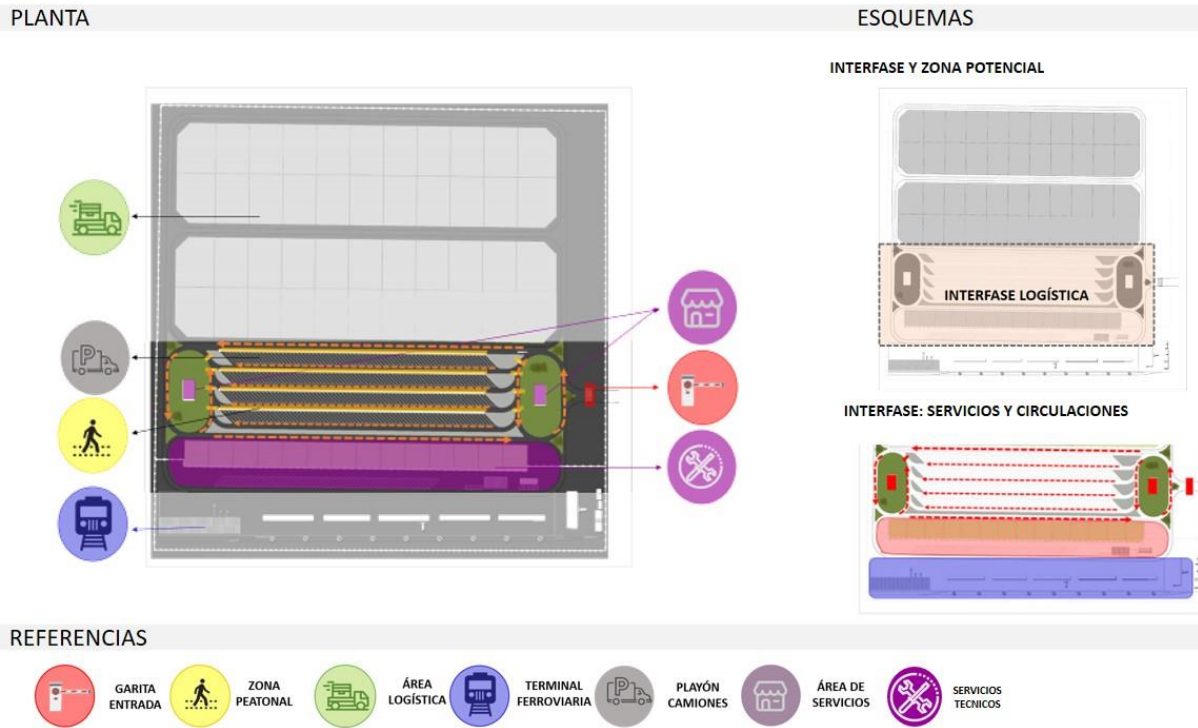 PLANTA
ESQUEMAS
INTERFASE Y ZONA POTENCIAL
INTERFASE LOGÍSTICA
INTERFASE: SERVICIOS Y CIRCULACIONES
REFERENCIAS
GARITA
ENTRADA
ZONA
PEATONAL
ÁREA
LOGÍSTICA
TERMINAL
FERROVIARIA
PLAYÓN
CAMIONES
ÁREA DE
SERVICIOS
SERVICIOS
TECNICOS